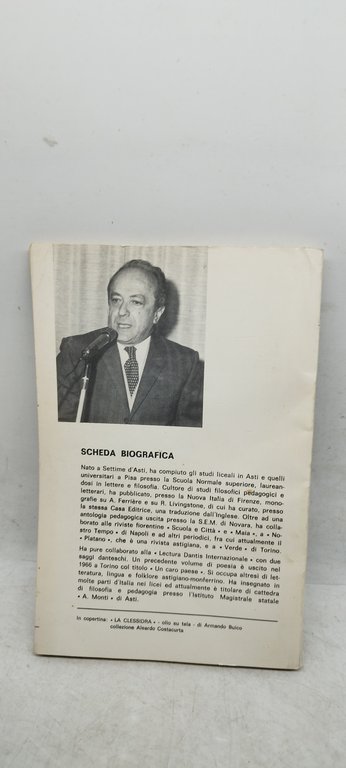 SCHEDA BIOGRAFICA
Nato a Settime d'Asti, ha compiuto gli studi liceali in Asti e quelli
universitari a Pisa presso la Scuola Normale superiore, laurean-
dosi in lettere e filosofia. Cultore di studi filosofici pedagogici e
letterari, ha pubblicato, presso la Nuova Italia di Firenze, mono-
grafie su A. Ferrière e su R. Livingstone, di cui ha curato, presso
la stessa Casa Editrice, una traduzione dall'Inglese. Oltre ad una
antologia pedagogica uscita presso la S.E.M. di Novara, ha colla-
borato alle riviste fiorentine « Scuola e Città » e « Maia », a « No-
stro Tempo » di Napoli e ad altri periodici, fra cui attualmente il
« Platano », che è una rivista astigiana, e a « Verde » di Torino.
Ha pure collaborato alla « Lectura Dantis Internazionale » con due
saggi danteschi. Un precedente volume di poesia è uscito nel
1966 a Torino col titolo « Un caro paese ». Si occupa altresì di let-
teratura, lingua e folklore astigiano-monferrino. Ha insegnato in
molte parti d'Italia nei licei ed attualmente è titolare di cattedra
di filosofia e pedagogia presso l'Istituto Magistrale statale
« A. Monti » di Asti.
In copertina: « LA CLESSIDRA » - olio su tela - di Armando Buico
collezione Aleardo Costacurta